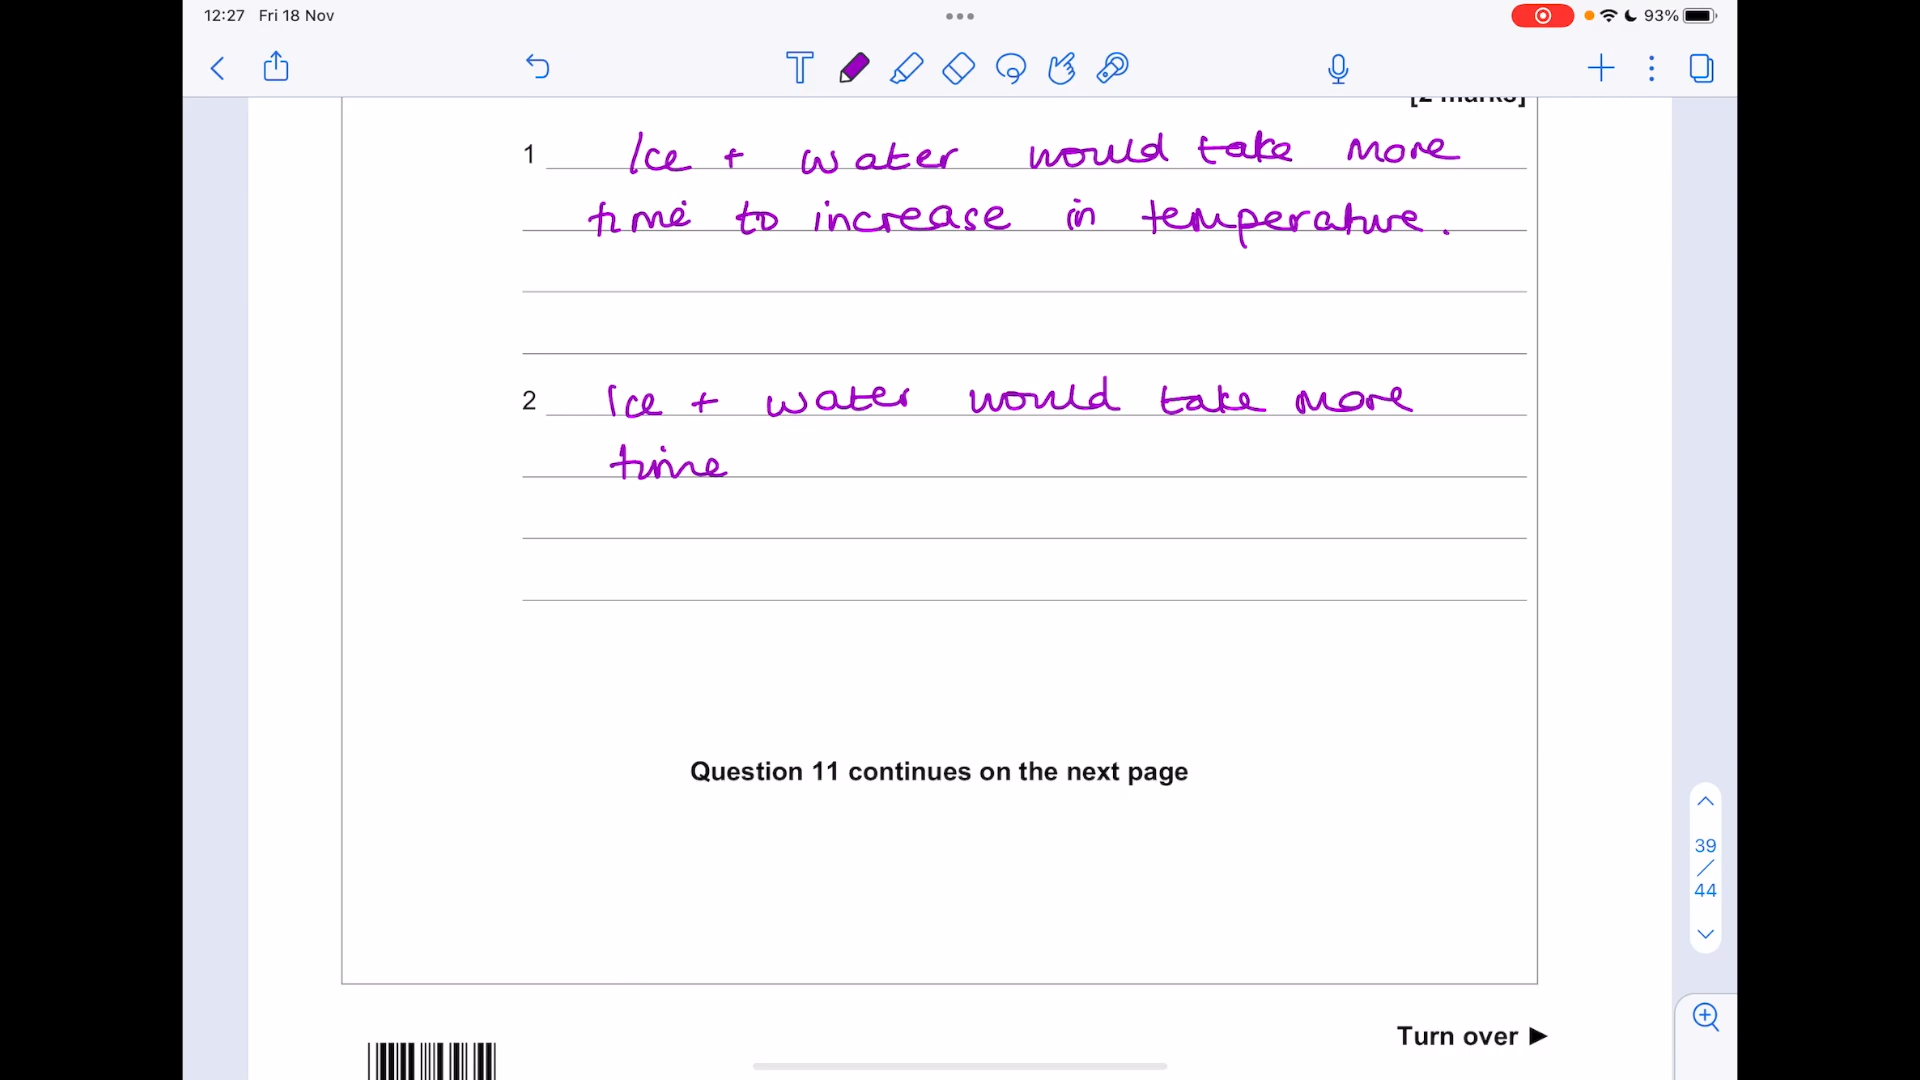 12:27 Fri 18 Nov
93%
[2 marks]
1 Ice + water would take more
time to increase in temperature.
2 Ice + water would take more
time
Question 11 continues on the next page
39
44
Turn over ►